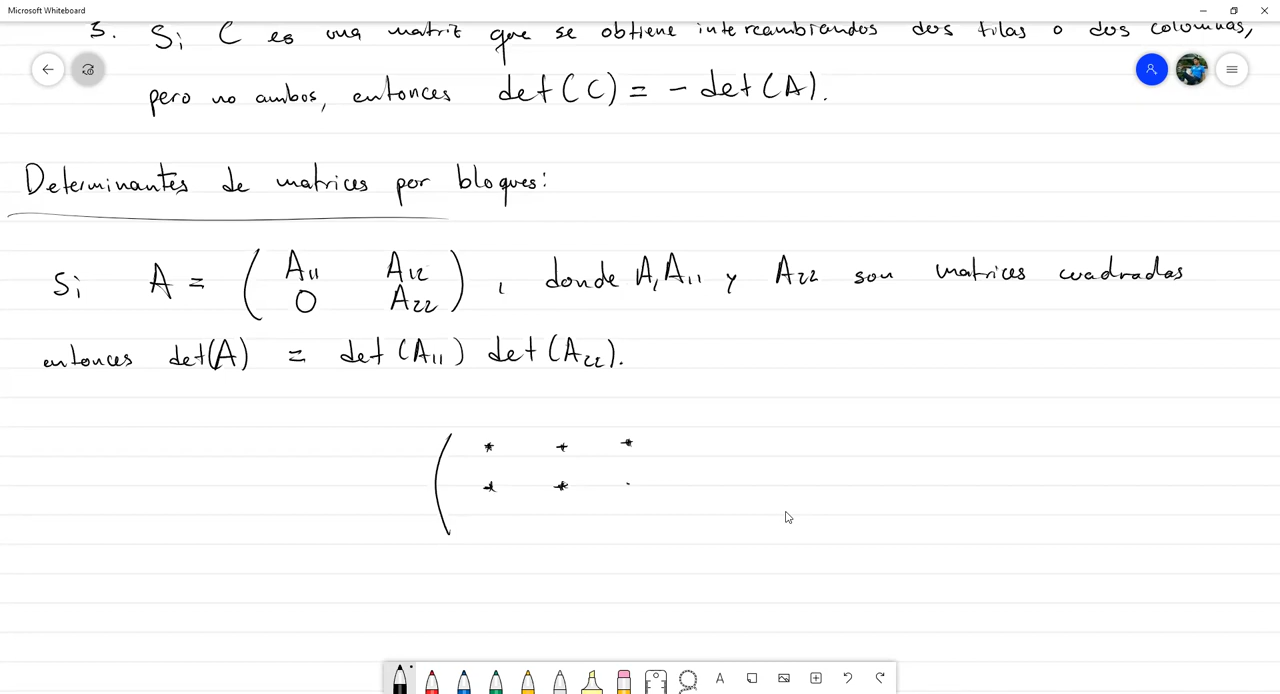 Microsoft Whiteboard
3. Si C es una matriz que se obtiene intercambiandos dos filas o dos columnas,
pero no ambos, entonces det(C) = - det(A).
Determinantes de matrices por bloques:
Si A = ( A11 A12
0 A22 ) , donde A, A11 y A22 son matrices cuadradas
entonces det(A) = det(A11) det(A22).
( * * *
* * ·
A